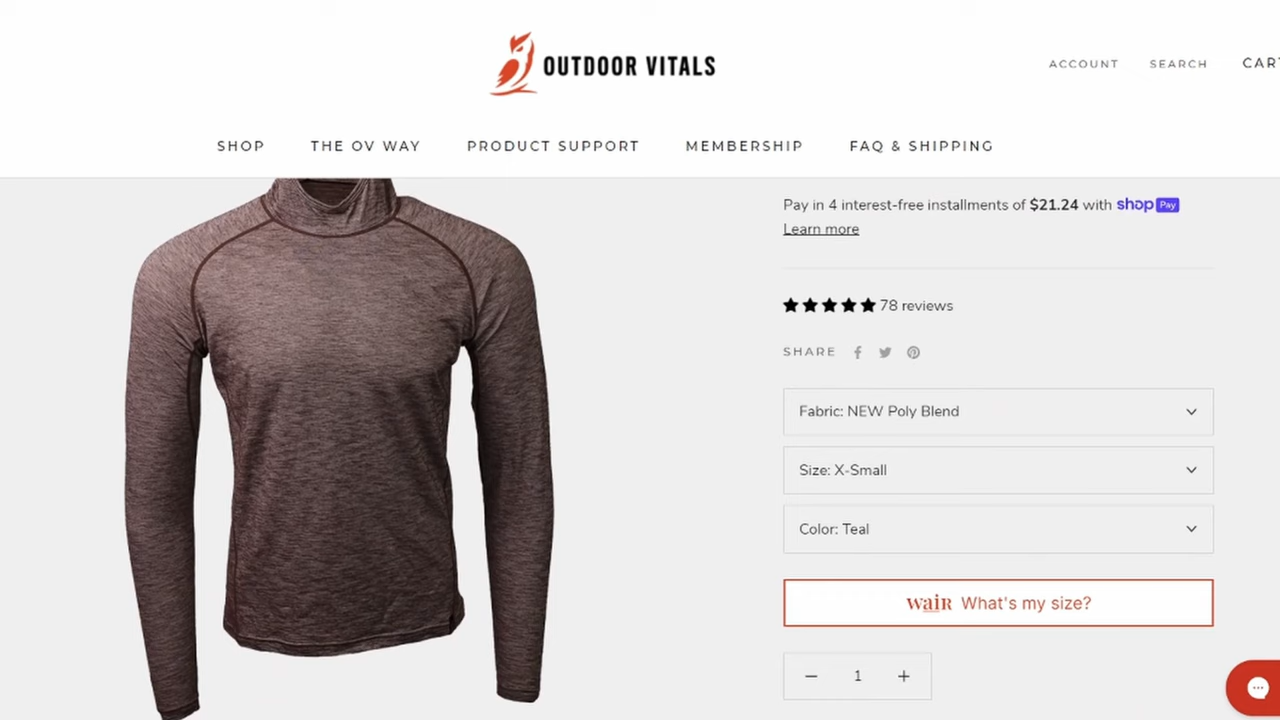 OUTDOOR VITALS
ACCOUNT SEARCH CART
SHOP THE OV WAY PRODUCT SUPPORT MEMBERSHIP FAQ & SHIPPING
Pay in 4 interest-free installments of $21.24 with shop Pay
Learn more
78 reviews
SHARE
Fabric: NEW Poly Blend
Size: X-Small
Color: Teal
waiR What's my size?
1